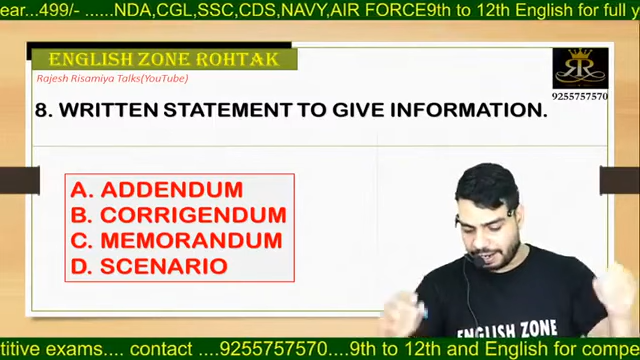 ear...499/- ......NDA,CGL,SSC,CDS,NAVY,AIR FORCE9th to 12th English for full y
ENGLISH ZONE ROHTAK
Rajesh Risamiya Talks(YouTube)
RR
9255757570
8. WRITTEN STATEMENT TO GIVE INFORMATION.
A. ADDENDUM
B. CORRIGENDUM
C. MEMORANDUM
D. SCENARIO
ENGLISH ZONE
titive exams.... contact ....9255757570....9th to 12th and English for compe